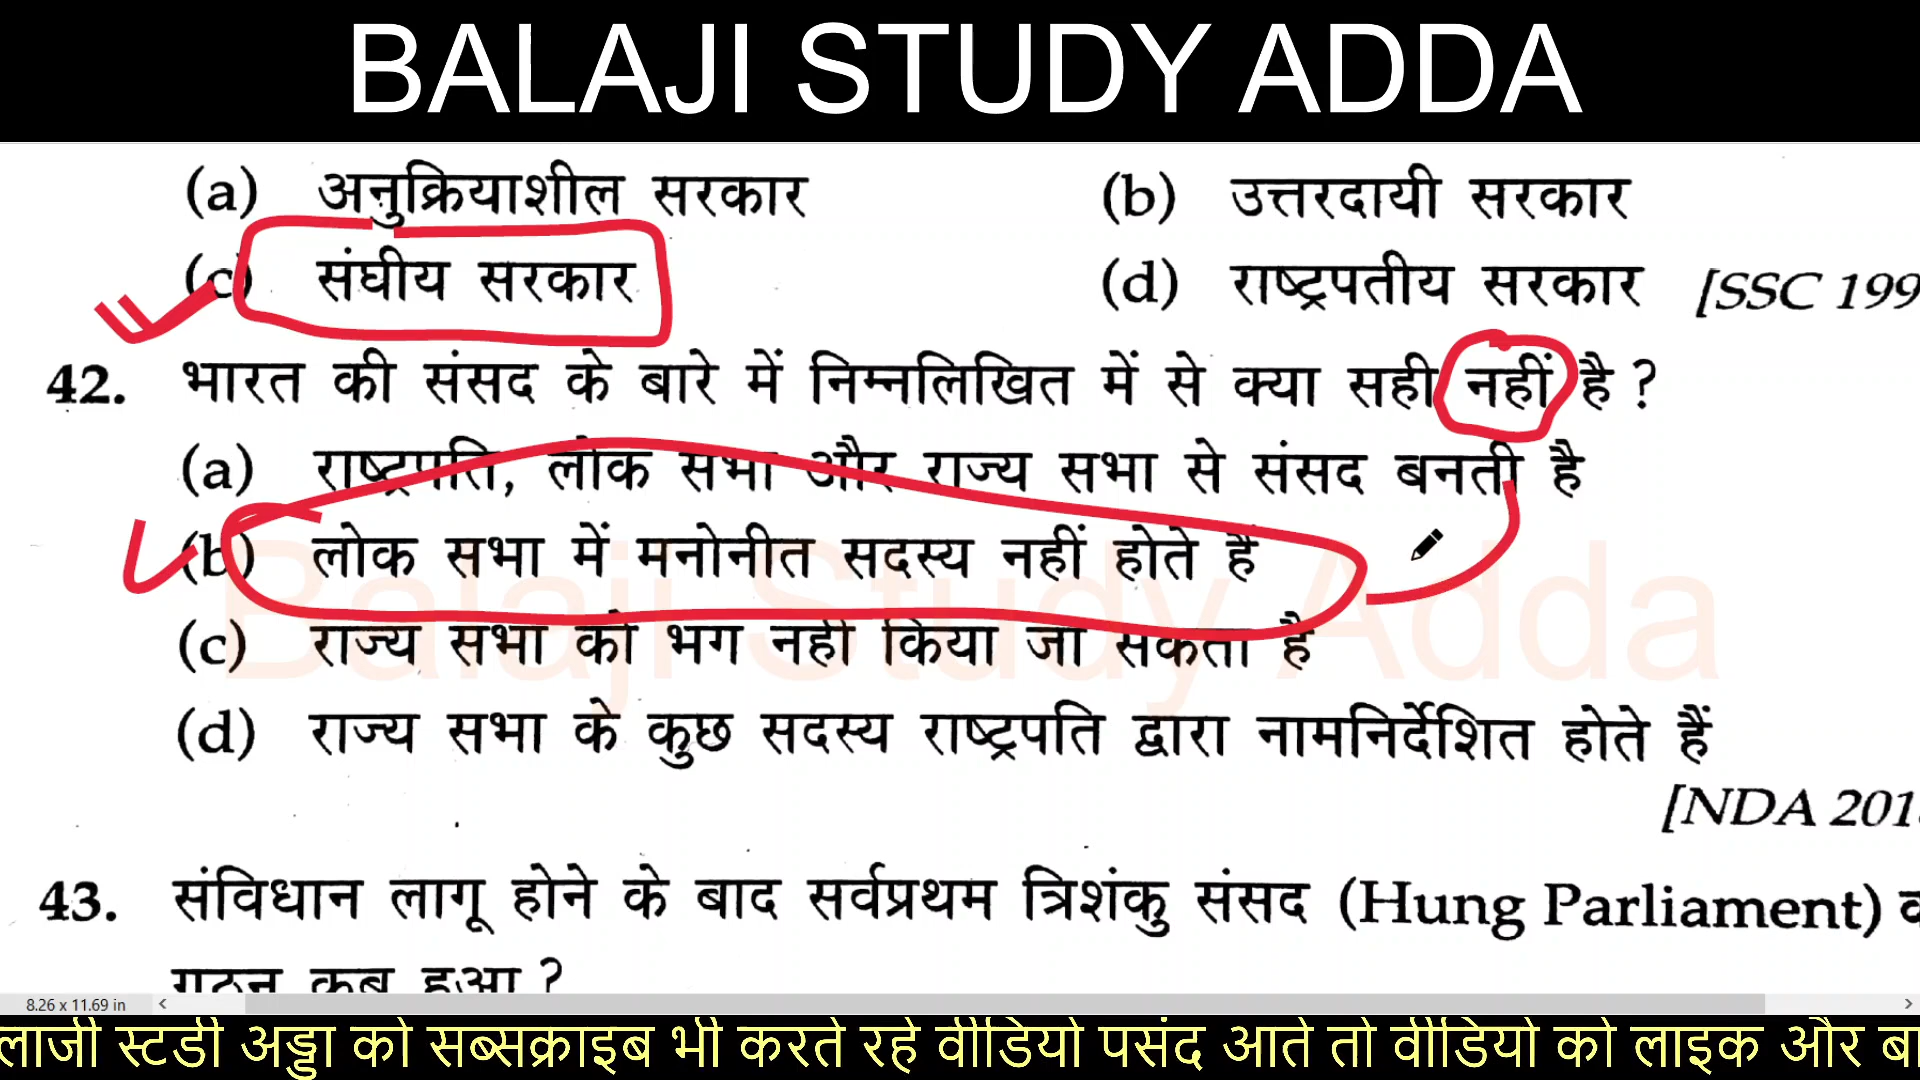 BALAJI STUDY ADDA
(a) अनुक्रियाशील सरकार (b) उत्तरदायी सरकार
(c) संघीय सरकार (d) राष्ट्रपतीय सरकार [SSC 199
42. भारत की संसद के बारे में निम्नलिखित में से क्या सही नहीं है ?
(a) राष्ट्रपति, लोक सभा और राज्य सभा से संसद बनती है
(b) लोक सभा में मनोनीत सदस्य नहीं होते हैं
(c) राज्य सभा को भंग नहीं किया जा सकता है
(d) राज्य सभा के कुछ सदस्य राष्ट्रपति द्वारा नामनिर्देशित होते हैं
[NDA 201
43. संविधान लागू होने के बाद सर्वप्रथम त्रिशंकु संसद (Hung Parliament)
गठन कब हुआ ?
Balaji Study Adda
8.26 x 11.69 in
लाजी स्टडी अड्डा को सब्सक्राइब भी करते रहे वीडियो पसंद आते तो वीडियो को लाइक और